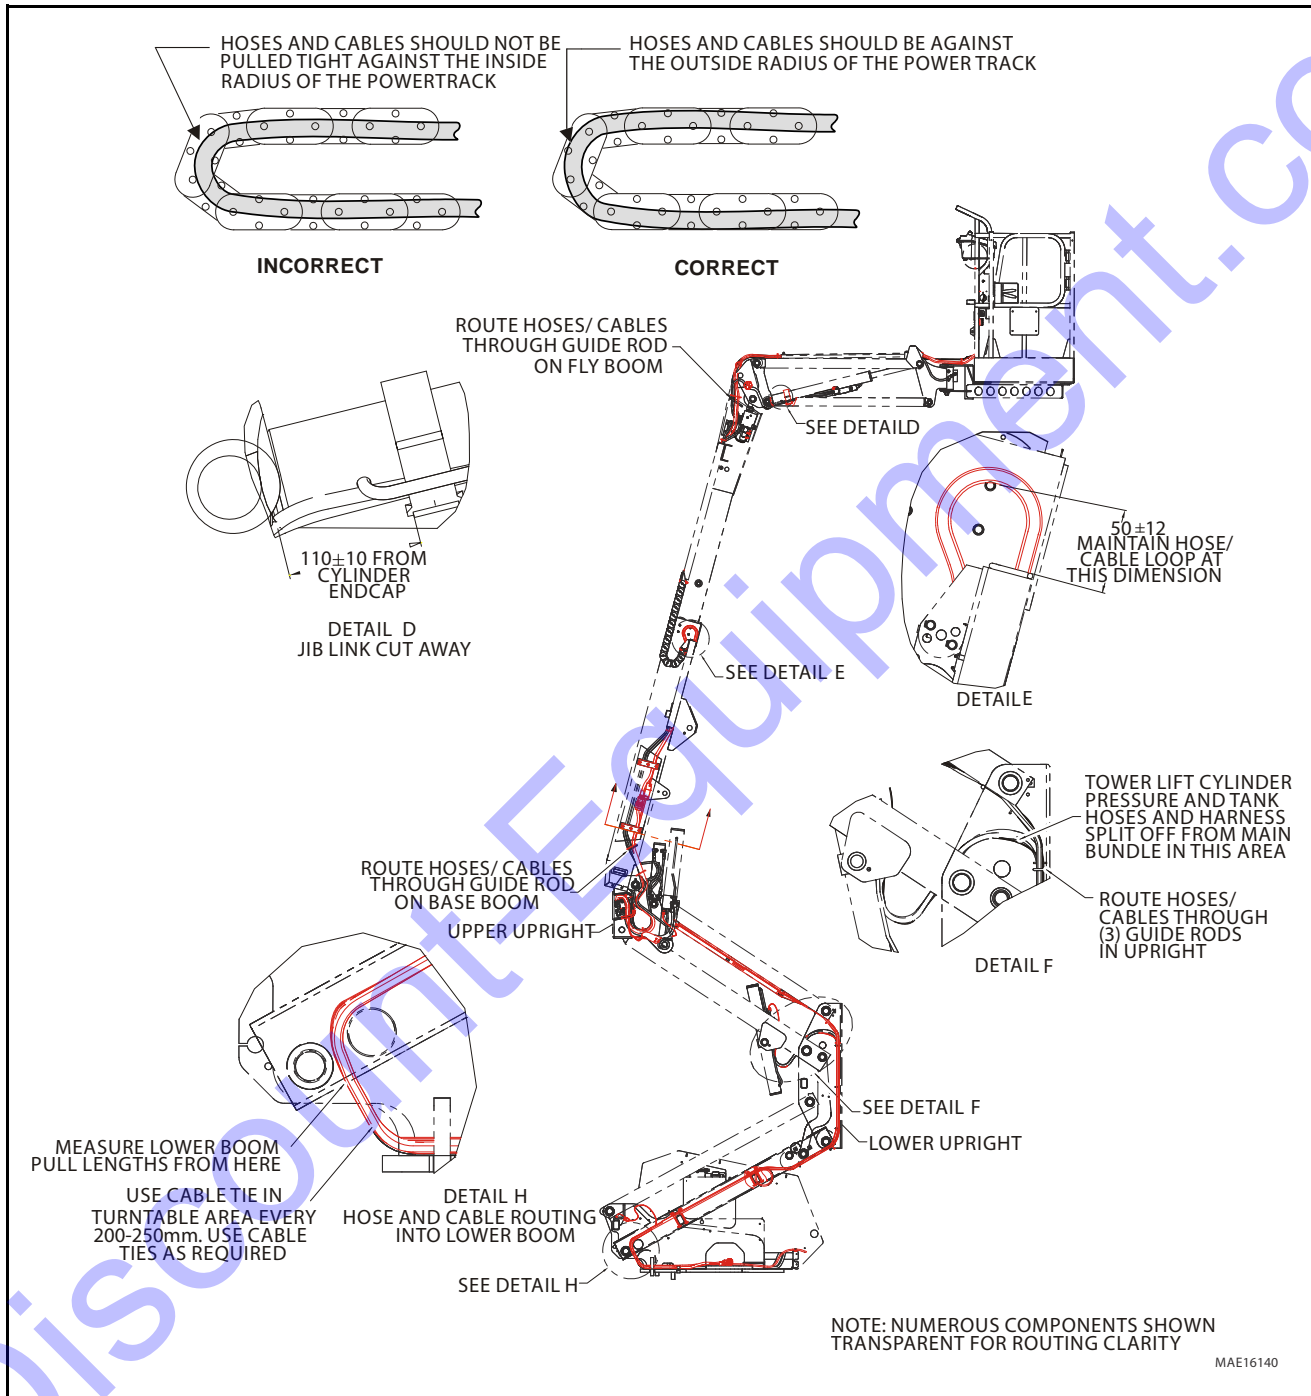 HOSES AND CABLES SHOULD NOT BE
PULLED TIGHT AGAINST THE INSIDE
RADIUS OF THE POWERTRACK
HOSES AND CABLES SHOULD BE AGAINST
THE OUTSIDE RADIUS OF THE POWER TRACK
INCORRECT
CORRECT
ROUTE HOSES/ CABLES
THROUGH GUIDE ROD
ON FLY BOOM
SEE DETAILD
110±10 FROM
CYLINDER
ENDCAP
DETAIL D
JIB LINK CUT AWAY
50±12
MAINTAIN HOSE/
CABLE LOOP AT
THIS DIMENSION
DETAILE
SEE DETAIL E
TOWER LIFT CYLINDER
PRESSURE AND TANK
HOSES AND HARNESS
SPLIT OFF FROM MAIN
BUNDLE IN THIS AREA
ROUTE HOSES/
CABLES THROUGH
(3) GUIDE RODS
IN UPRIGHT
DETAIL F
ROUTE HOSES/ CABLES
THROUGH GUIDE ROD
ON BASE BOOM
UPPER UPRIGHT
SEE DETAIL F
LOWER UPRIGHT
MEASURE LOWER BOOM
PULL LENGTHS FROM HERE
USE CABLE TIE IN
TURNTABLE AREA EVERY
200-250mm. USE CABLE
TIES AS REQUIRED
DETAIL H
HOSE AND CABLE ROUTING
INTO LOWER BOOM
SEE DETAIL H
NOTE: NUMEROUS COMPONENTS SHOWN
TRANSPARENT FOR ROUTING CLARITY
MAE16140
Discount-Equipment.co